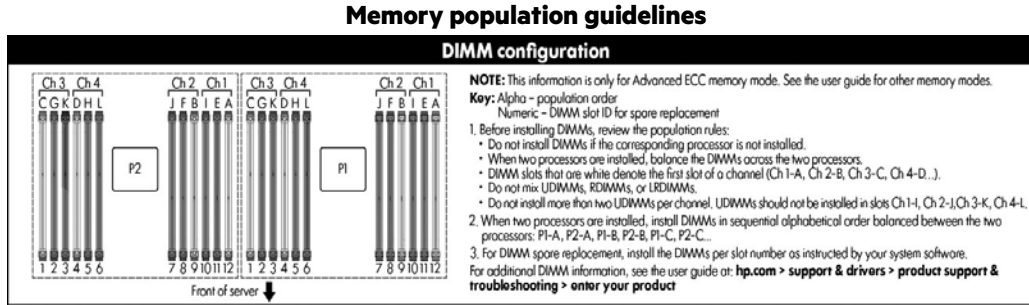 Memory population guidelines
DIMM configuration
Ch 3 Ch 4 Ch 2 Ch 1 Ch 3 Ch 4 Ch 2 Ch 1
C G K D H L J F B I E A C G K D H L J F B I E A
P2 P1
1 2 3 4 5 6 7 8 9 10 11 12 1 2 3 4 5 6 7 8 9 10 11 12
Front of server
NOTE: This information is only for Advanced ECC memory mode. See the user guide for other memory modes.
Key: Alpha - population order
Numeric - DIMM slot ID for spare replacement
1. Before installing DIMMs, review the population rules:
• Do not install DIMMs if the corresponding processor is not installed.
• When two processors are installed, balance the DIMMs across the two processors.
• DIMM slots that are white denote the first slot of a channel (Ch 1-A, Ch 2-B, Ch 3-C, Ch 4-D...).
• Do not mix UDIMMs, RDIMMs, or LRDIMMs.
• Do not install more than two UDIMMs per channel. UDIMMs should not be installed in slots Ch 1-I, Ch 2-J,Ch 3-K, Ch 4-L.
2. When two processors are installed, install DIMMs in sequential alphabetical order balanced between the two
processors: P1-A, P2-A, P1-B, P2-B, P1-C, P2-C...
3. For DIMM spare replacement, install the DIMMs per slot number as instructed by your system software.
For additional DIMM information, see the user guide at: hp.com > support & drivers > product support &
troubleshooting > enter your product